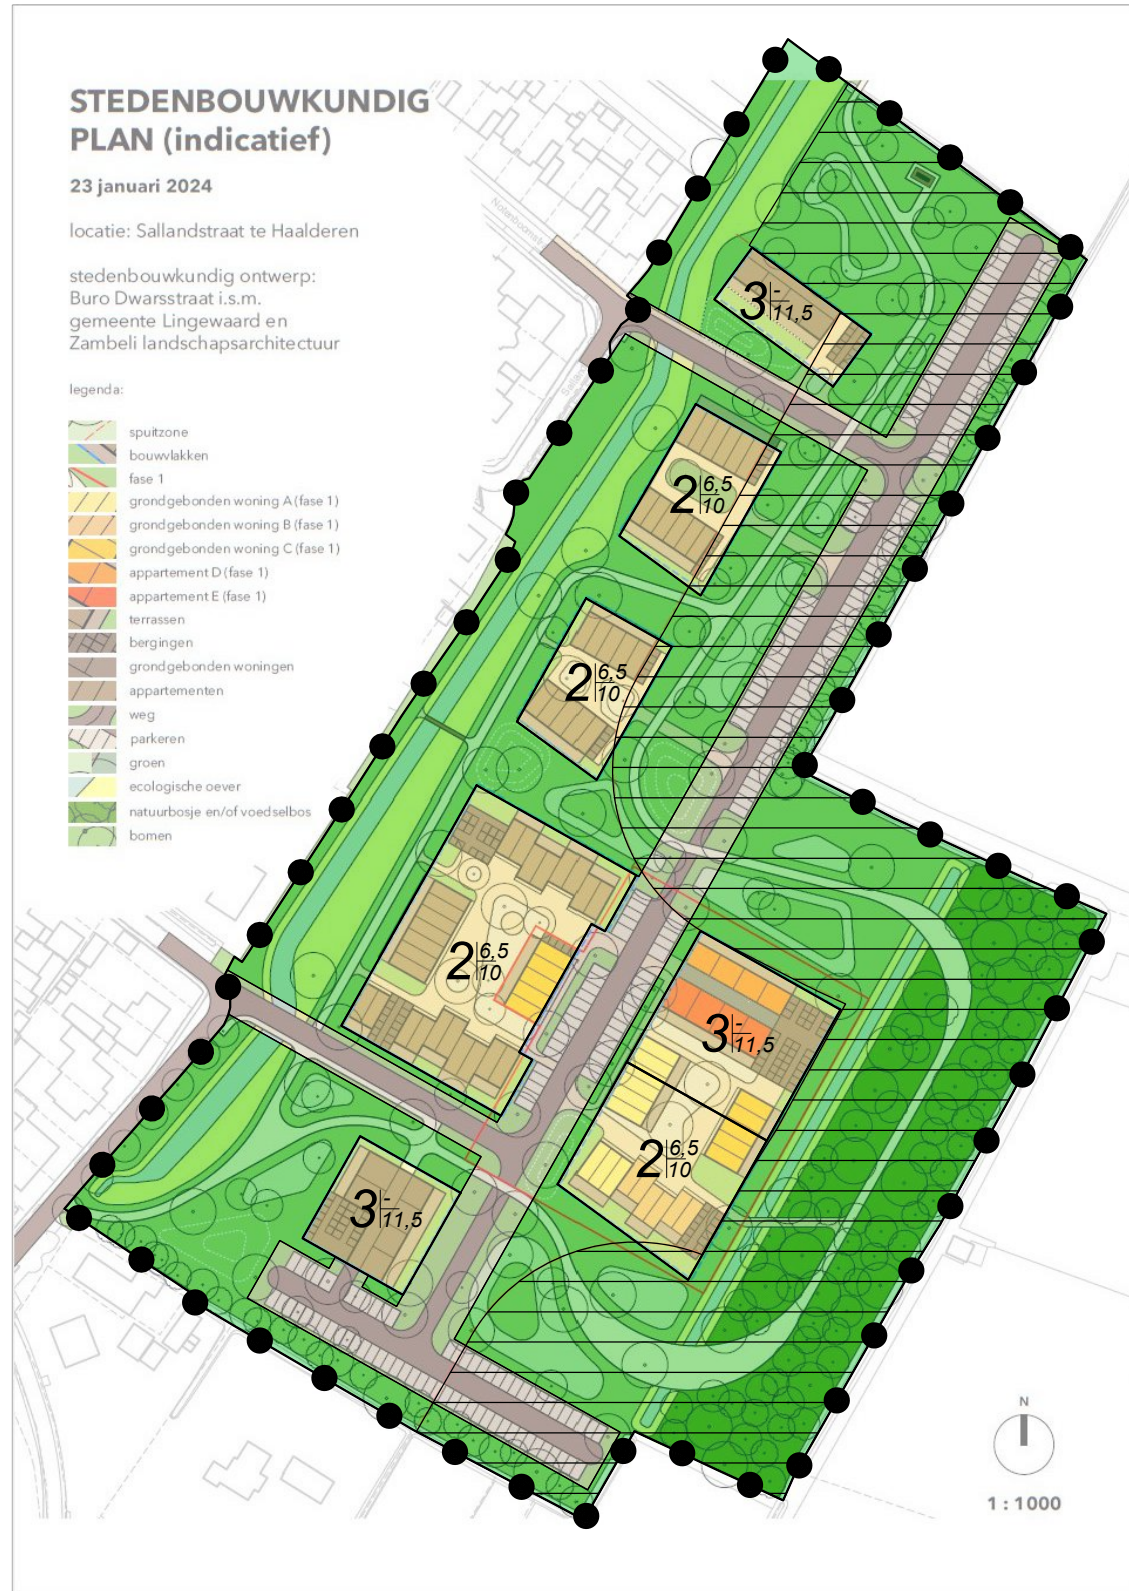 STEDENBOUWKUNDIG
PLAN (indicatief)
23 januari 2024
locatie: Sallandstraat te Haalderen
stedenbouwkundig ontwerp:
Buro Dwarsstraat i.s.m.
gemeente Lingewaard en
Zambeli landschapsarchitectuur
legenda:
spuitzone
bouwvlakken
fase 1
grondgebonden woning A (fase 1)
grondgebonden woning B (fase 1)
grondgebonden woning C (fase 1)
appartement D (fase 1)
appartement E (fase 1)
terrassen
bergingen
grondgebonden woningen
appartementen
weg
parkeren
groen
ecologische oever
natuurbosje en/of voedselbos
bomen
3 - 11,5
2 6,5 10
2 6,5 10
2 6,5 10
3 - 11,5
2 6,5 10
3 - 11,5
N
1 : 1000